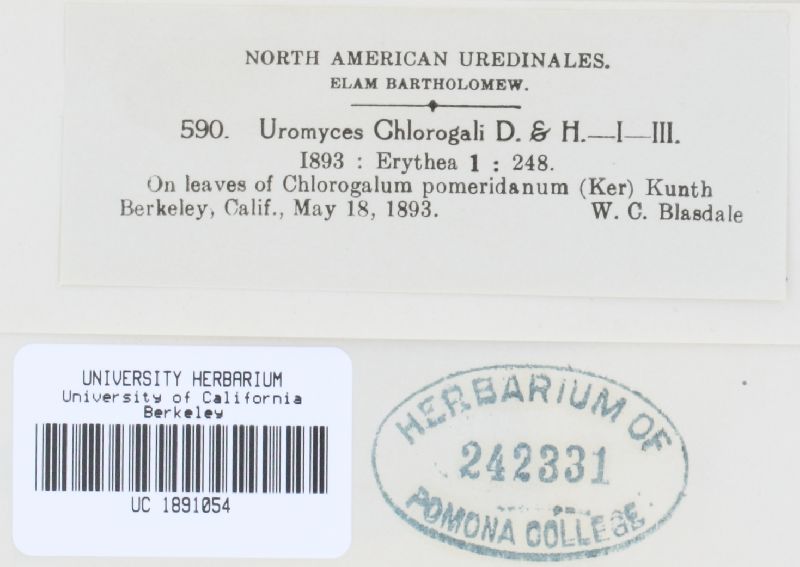 NORTH AMERICAN UREDINALES.
ELAM BARTHOLOMEW.
590. Uromyces Chlorogali D. & H.—I—III.
1893 : Erythea 1 : 248.
On leaves of Chlorogalum pomeridanum (Ker) Kunth
Berkeley, Calif., May 18, 1893. W. C. Blasdale
UNIVERSITY HERBARIUM
University of California
Berkeley
UC 1891054
HERBARIUM OF
242331
POMONA COLLEGE.